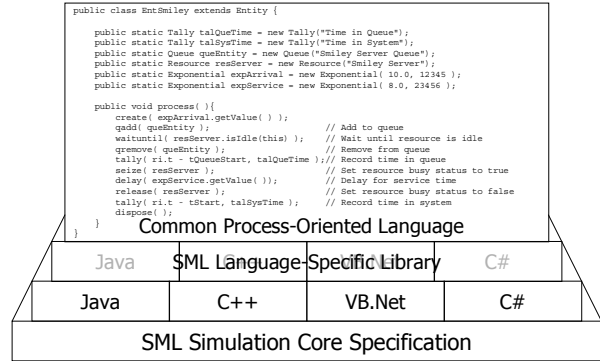 public class EntSmiley extends Entity {
public static Tally talQueTime = new Tally("Time in Queue");
public static Tally talSysTime = new Tally("Time in System");
public static Queue queEntity = new Queue("Smiley Server Queue");
public static Resource resServer = new Resource("Smiley Server");
public static Exponential expArrival = new Exponential( 10.0, 12345 );
public static Exponential expService = new Exponential( 8.0, 23456 );
public void process( ){
create( expArrival.getValue( ) );
qadd( queEntity ); // Add to queue
waituntil( resServer.isIdle(this) ); // Wait until resource is idle
qremove( queEntity ); // Remove from queue
tally( ri.t - tQueueStart, talQueTime );// Record time in queue
seize( resServer ); // Set resource busy status to true
delay( expService.getValue( )); // Delay for service time
release( resServer ); // Set resource busy status to false
tally( ri.t - tStart, talSysTime ); // Record time in system
dispose( );
}
}
Common Process-Oriented Language
Java C++ VB.Net C#
SML Language-Specific Library
Java C++ VB.Net C#
SML Simulation Core Specification